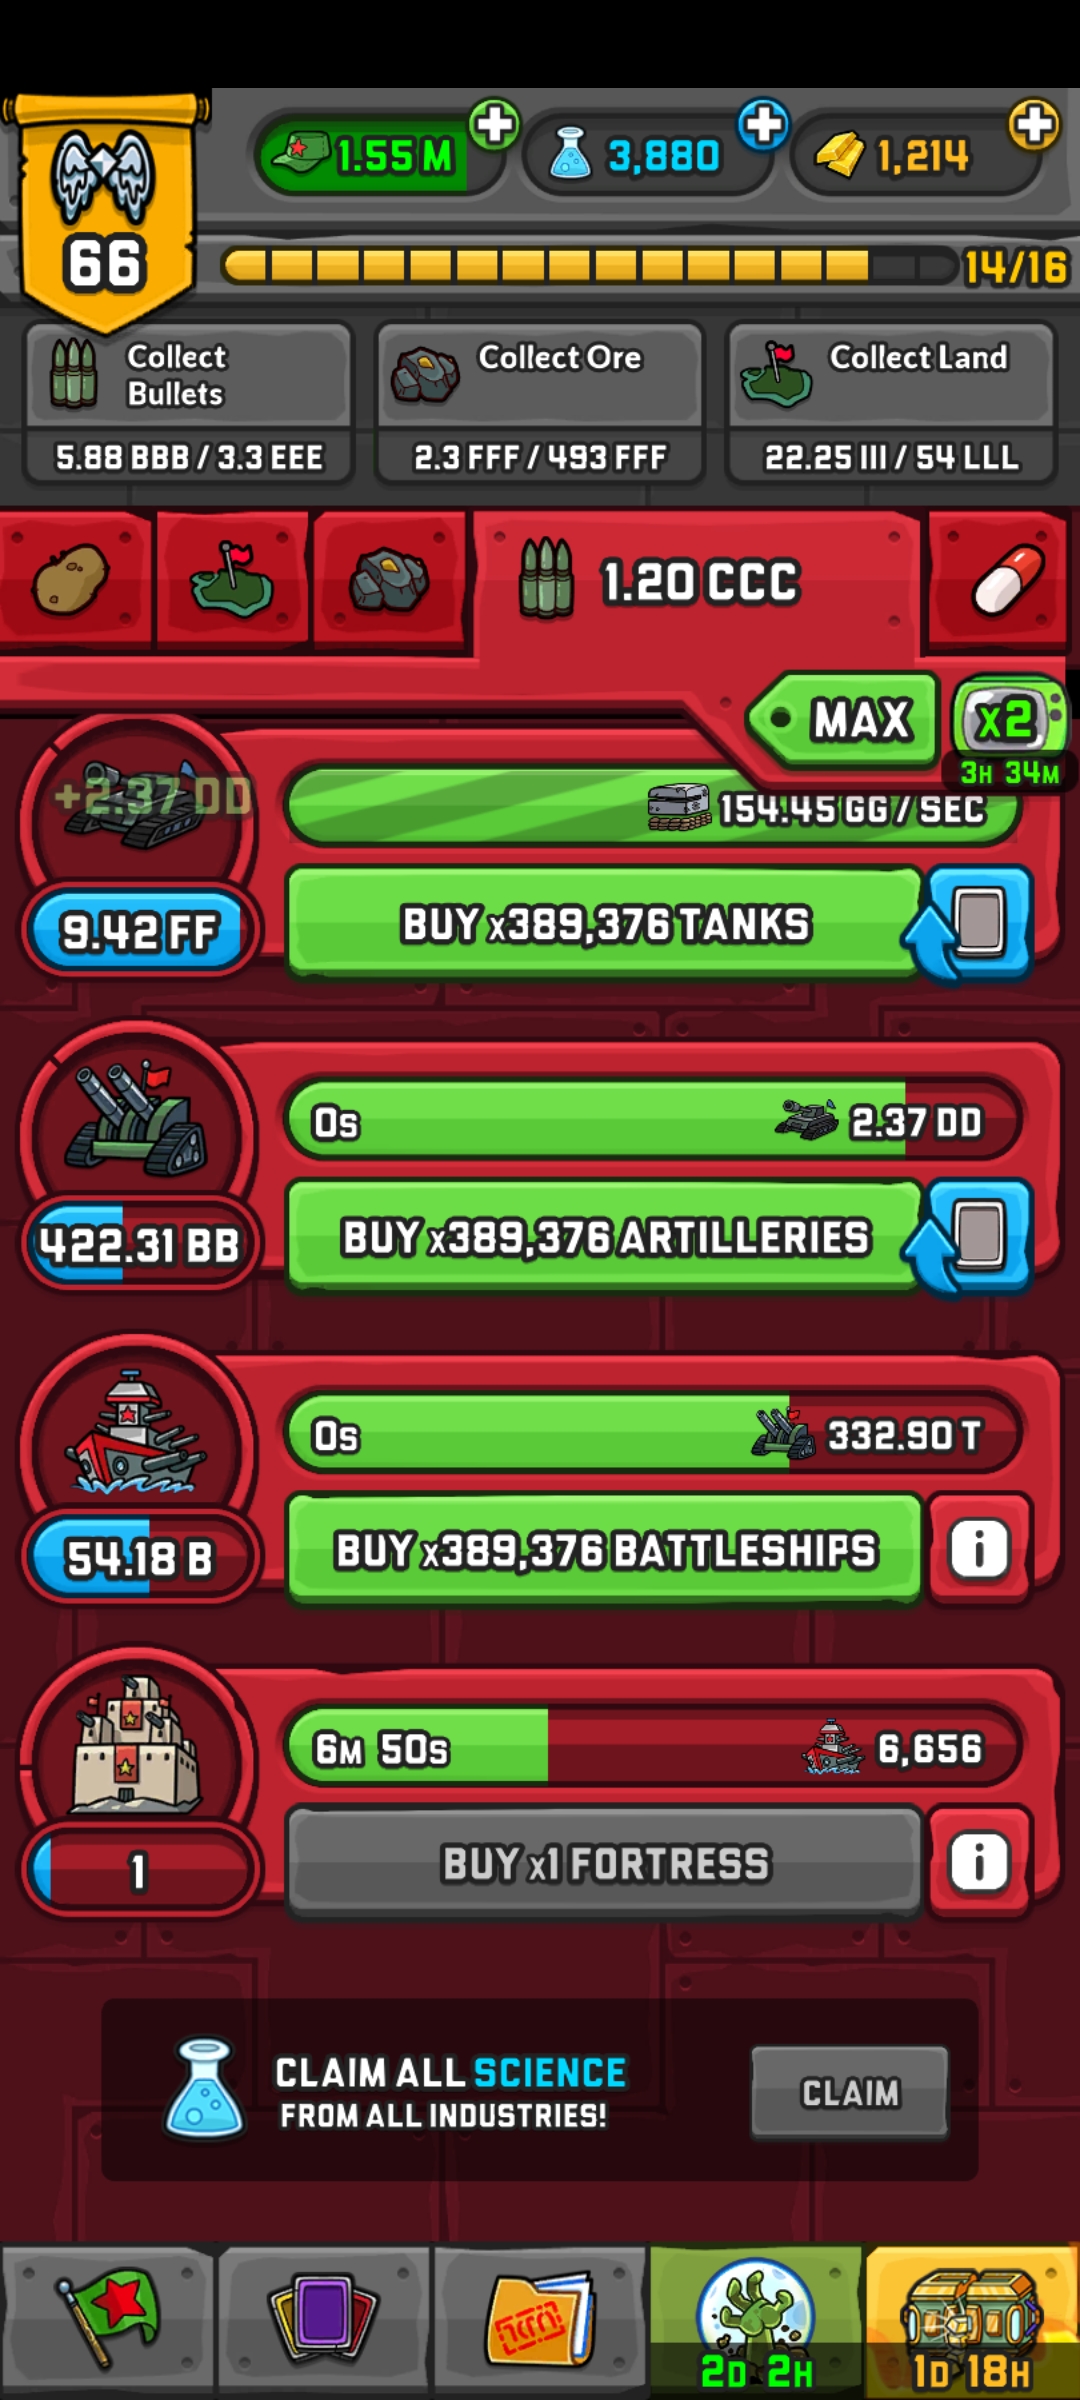 1.55 M
3,880
1,214
66
14/16
Collect
Bullets
5.88 BBB / 3.3 EEE
Collect Ore
2.3 FFF / 493 FFF
Collect Land
22.25 III / 54 LLL
1.20 CCC
MAX
x2
3H 34M
+2.37 DD
154.45 GG / SEC
9.42 FF
BUY x389,376 TANKS
0s
2.37 DD
422.31 BB
BUY x389,376 ARTILLERIES
0s
332.90 T
54.18 B
BUY x389,376 BATTLESHIPS
i
6M 50s
6,656
1
BUY x1 FORTRESS
i
CLAIM ALL SCIENCE
FROM ALL INDUSTRIES!
CLAIM
2D 2H
1D 18H